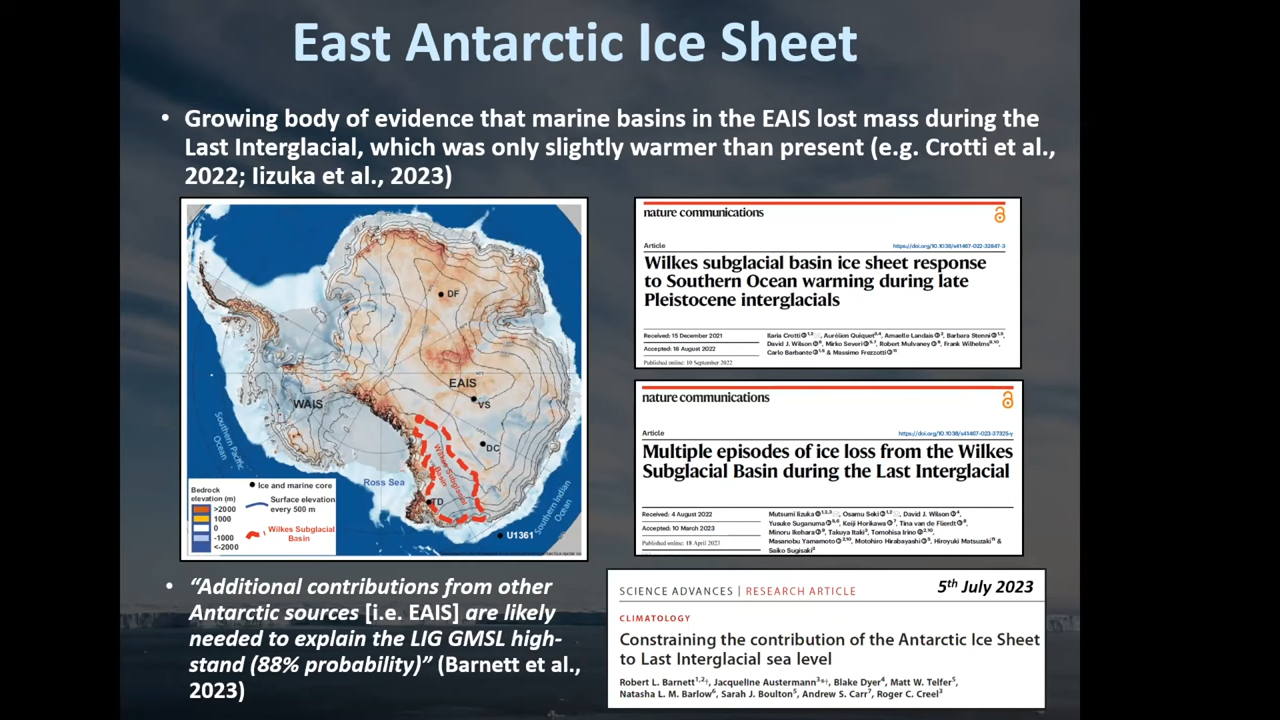 East Antarctic Ice Sheet
• Growing body of evidence that marine basins in the EAIS lost mass during the
Last Interglacial, which was only slightly warmer than present (e.g. Crotti et al.,
2022; Iizuka et al., 2023)
DF
EAIS
VS
WAIS
DC
Southern Pacific
Ocean
Ross Sea
Wilkes Subglacial
Basin
TD
Southern Indian
Ocean
U1361
Bedrock
elevation (m)
>2000
1000
0
-1000
<-2000
Ice and marine core
Surface elevation
every 500 m
Wilkes Subglacial
Basin
nature communications
Article
https://doi.org/10.1038/s41467-022-32847-3
Wilkes subglacial basin ice sheet response
to Southern Ocean warming during late
Pleistocene interglacials
Received: 15 December 2021
Accepted: 18 August 2022
Published online: 10 September 2022
Ilaria Crotti, Aurélien Quiquet, Amaelle Landais, Barbara Stenni,
David J. Wilson, Mirko Severi, Robert Mulvaney, Frank Wilhelms,
Carlo Barbante & Massimo Frezzotti
nature communications
Article
https://doi.org/10.1038/s41467-023-37325-y
Multiple episodes of ice loss from the Wilkes
Subglacial Basin during the Last Interglacial
Received: 4 August 2022
Accepted: 10 March 2023
Published online: 18 April 2023
Mutsumi Iizuka, Osamu Seki, David J. Wilson,
Yusuke Suganuma, Keiji Horikawa, Tina van de Flierdt,
Minoru Ikehara, Takuya Itaki, Tomohisa Irino,
Masanobu Yamamoto, Motohiro Hirabayashi, Hiroyuki Matsuzaki &
Saiko Sugisaki
• “Additional contributions from other
Antarctic sources [i.e. EAIS] are likely
needed to explain the LIG GMSL high-
stand (88% probability)” (Barnett et al.,
2023)
SCIENCE ADVANCES | RESEARCH ARTICLE
5th July 2023
CLIMATOLOGY
Constraining the contribution of the Antarctic Ice Sheet
to Last Interglacial sea level
Robert L. Barnett, Jacqueline Austermann, Blake Dyer, Matt W. Telfer,
Natasha L. M. Barlow, Sarah J. Boulton, Andrew S. Carr, Roger C. Creel